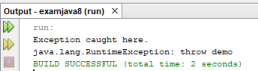 Output - examjava8 (run) ×
run:
Exception caught here.
java.lang.RuntimeException: throw demo
BUILD SUCCESSFUL (total time: 2 seconds)